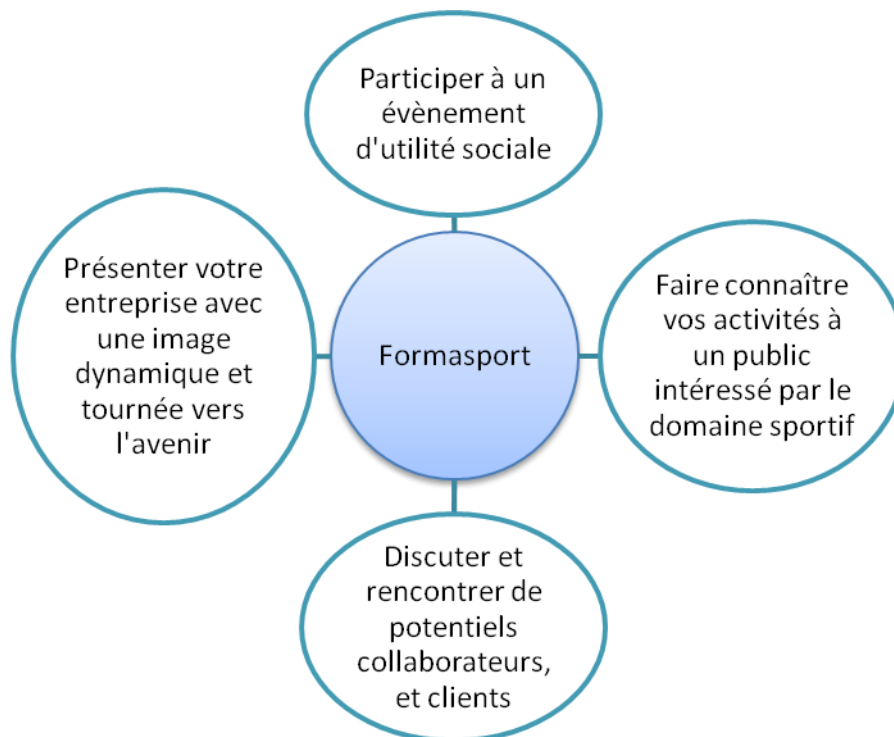 Participer à un
évènement
d'utilité sociale
Présenter votre
entreprise avec
une image
dynamique et
tournée vers
l'avenir
Formasport
Faire connaître
vos activités à
un public
intéressé par le
domaine sportif
Discuter et
rencontrer de
potentiels
collaborateurs,
et clients